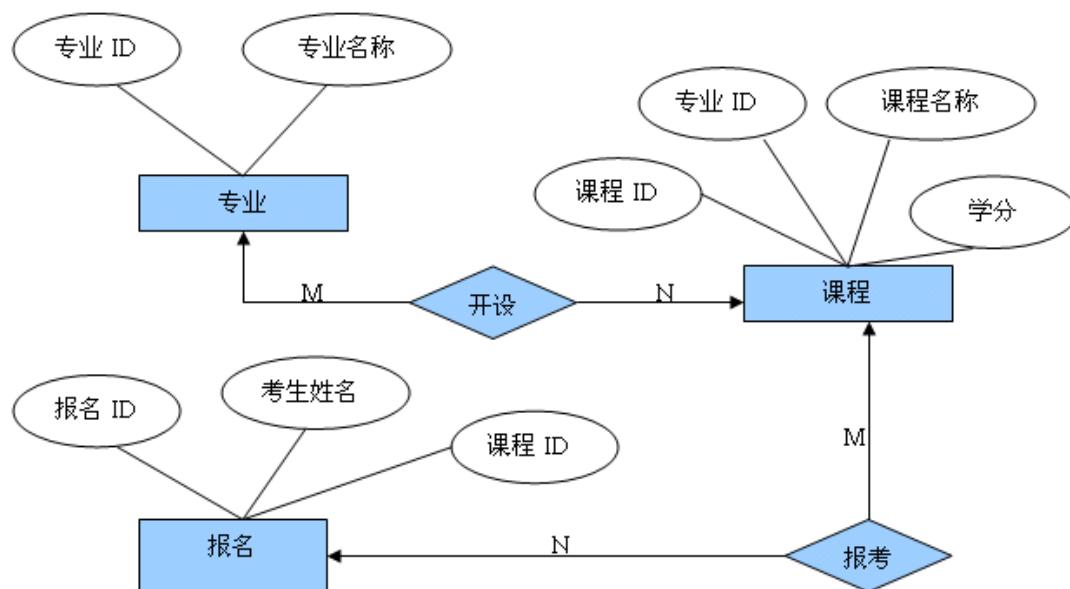 专业 ID
专业名称
专业 ID
课程名称
专业
课程 ID
学分
M
开设
N
课程
报名 ID
考生姓名
课程 ID
M
报名
N
报考